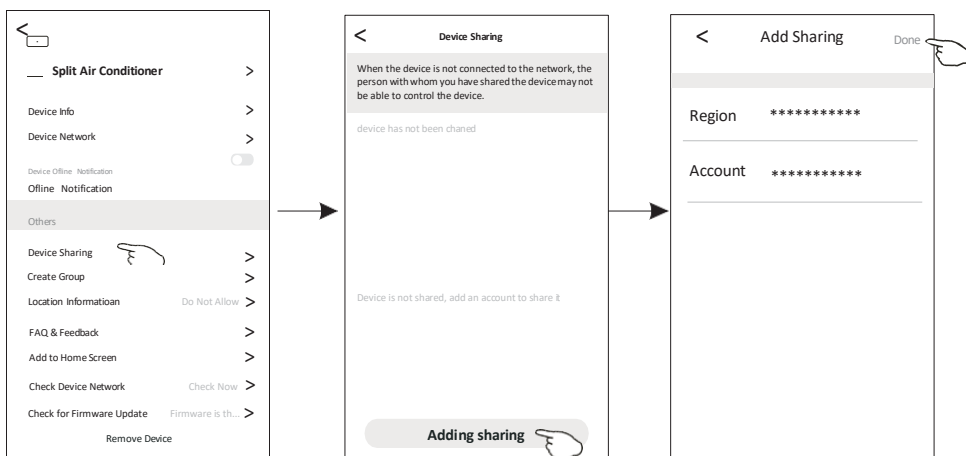 <
Split Air Conditioner >
Device Info >
Device Network >
Device Ofline Notification
Ofline Notification
Others
Device Sharing >
Create Group >
Location Informatioan Do Not Allow >
FAQ & Feedback >
Add to Home Screen >
Check Device Network Check Now >
Check for Firmware Update Firmware is th... >
Remove Device
< Device Sharing
When the device is not connected to the network, the
person with whom you have shared the device may not
be able to control the device.
device has not been chaned
Device is not shared, add an account to share it
Adding sharing
< Add Sharing Done
Region ***********
Account ***********